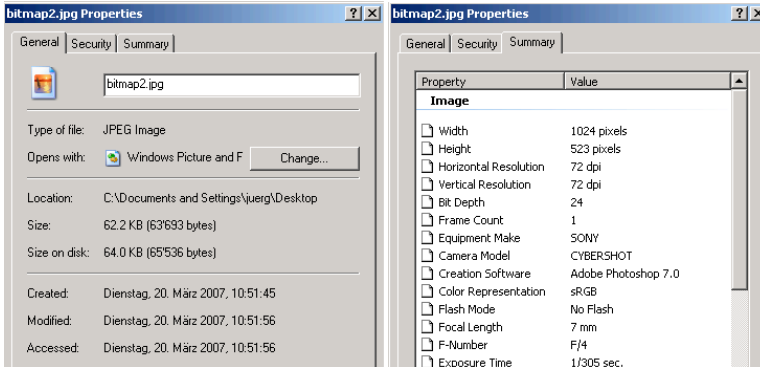 bitmap2.jpg Properties
General Security Summary
bitmap2.jpg
Type of file: JPEG Image
Opens with: Windows Picture and F Change...
Location: C:\Documents and Settings\juerg\Desktop
Size: 62.2 KB (63'693 bytes)
Size on disk: 64.0 KB (65'536 bytes)
Created: Dienstag, 20. März 2007, 10:51:45
Modified: Dienstag, 20. März 2007, 10:51:56
Accessed: Dienstag, 20. März 2007, 10:51:56
bitmap2.jpg Properties
General Security Summary
Property Value
Image
Width 1024 pixels
Height 523 pixels
Horizontal Resolution 72 dpi
Vertical Resolution 72 dpi
Bit Depth 24
Frame Count 1
Equipment Make SONY
Camera Model CYBERSHOT
Creation Software Adobe Photoshop 7.0
Color Representation sRGB
Flash Mode No Flash
Focal Length 7 mm
F-Number F/4
Exposure Time 1/305 sec.